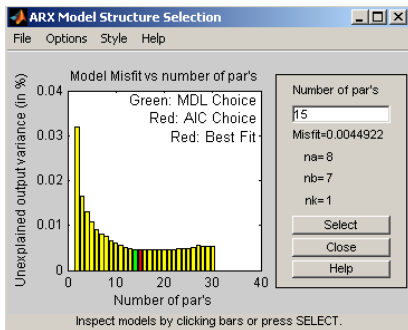 ARX Model Structure Selection
File Options Style Help
Model Misfit vs number of par's
Unexplained output variance (in %)
0.04
0.03
0.02
0.01
0
Green: MDL Choice
Red: AIC Choice
Red: Best Fit
0 10 20 30 40
Number of par's
Number of par's
15
Misfit=0.0044922
na= 8
nb= 7
nk= 1
Select
Close
Help
Inspect models by clicking bars or press SELECT.